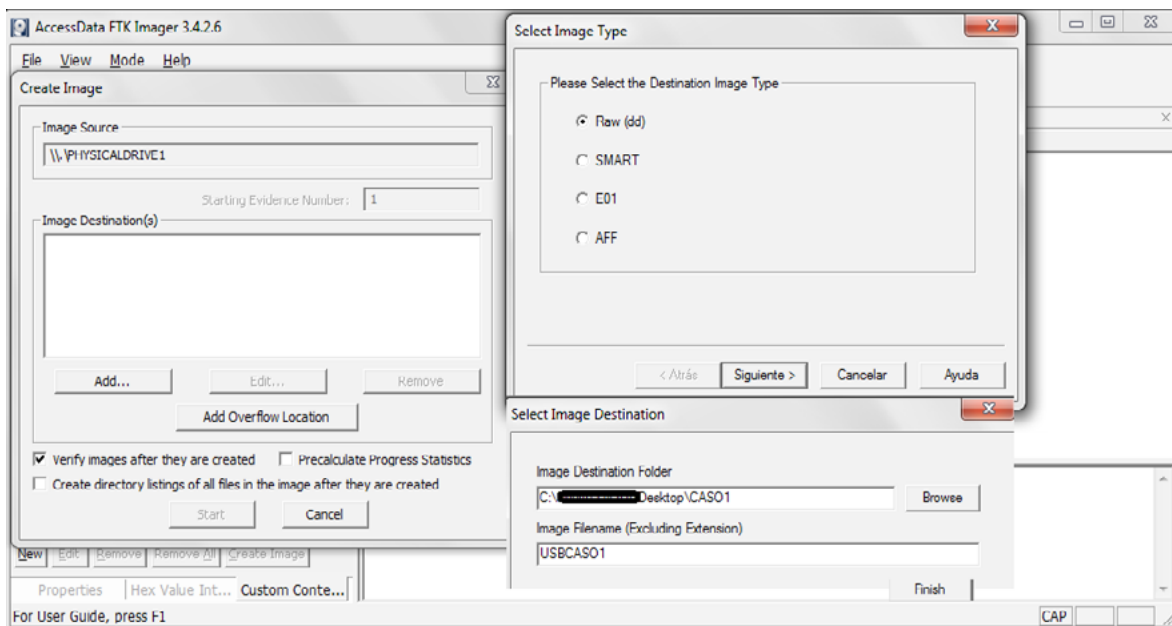 AccessData FTK Imager 3.4.2.6
File View Mode Help
Create Image
Image Source
\\.\PHYSICALDRIVE1
Starting Evidence Number: 1
Image Destination(s)
Add... Edit... Remove
Add Overflow Location
Verify images after they are created Precalculate Progress Statistics
Create directory listings of all files in the image after they are created
Start Cancel
New Edit Remove Remove All Create Image
Properties Hex Value Int... Custom Conte...
For User Guide, press F1
Select Image Type
Please Select the Destination Image Type
Raw (dd)
SMART
E01
AFF
< Atrás Siguiente > Cancelar Ayuda
Select Image Destination
Image Destination Folder
C:\ Desktop\CASO1 Browse
Image Filename (Excluding Extension)
USBCASO1
Finish
CAP